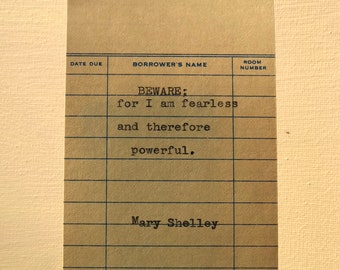 DATE DUE BORROWER'S NAME ROOM NUMBER
BEWARE;
for I am fearless
and therefore
powerful.
Mary Shelley